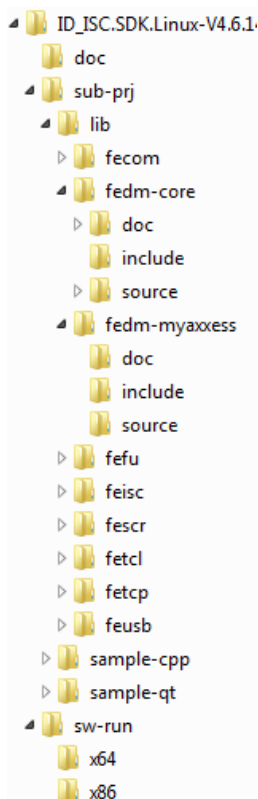 ID_ISC.SDK.Linux-V4.6.14
doc
sub-prj
lib
fecom
fedm-core
doc
include
source
fedm-myaxxess
doc
include
source
fefu
feisc
fescr
fetcl
fetcp
feusb
sample-cpp
sample-qt
sw-run
x64
x86